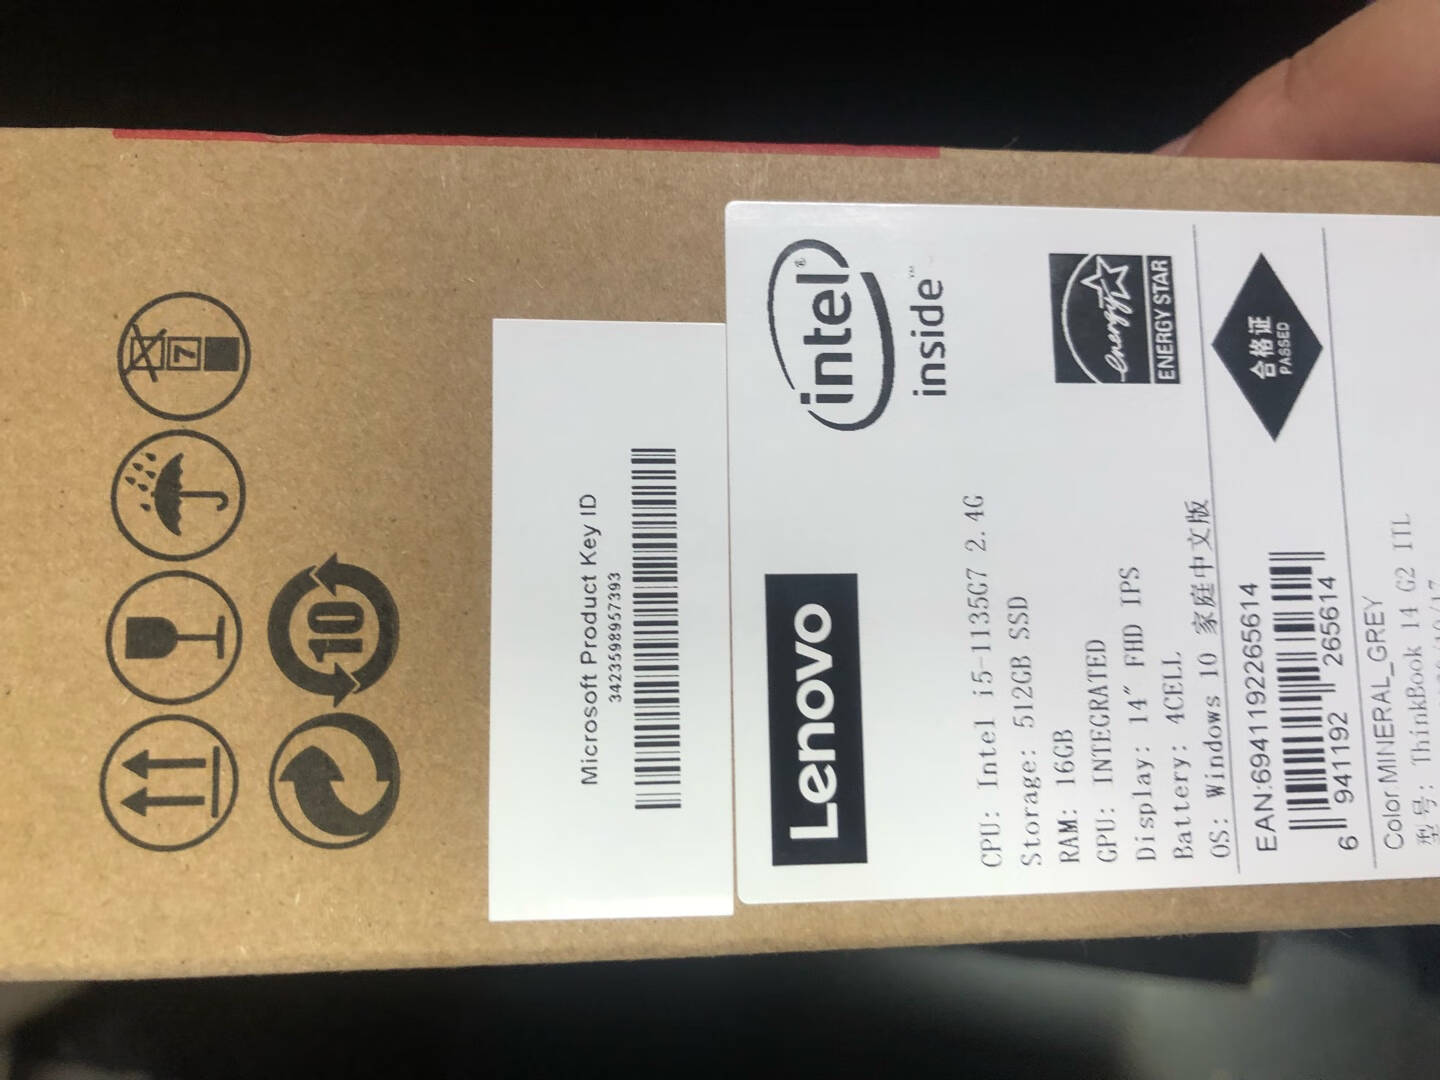 7
10
Microsoft Product Key ID
3423598957393
Lenovo
intel®
inside™
CPU: Intel i5-1135G7 2.4G
Storage: 512GB SSD
RAM: 16GB
GPU: INTEGRATED
Display: 14" FHD IPS
Battery: 4CELL
OS: Windows 10 家庭中文版
energy
ENERGY STAR
EAN:6941192265614
6 941192 265614
合格证
PASSED
Color:MINERAL_GREY
型号: ThinkBook 14 G2 ITL